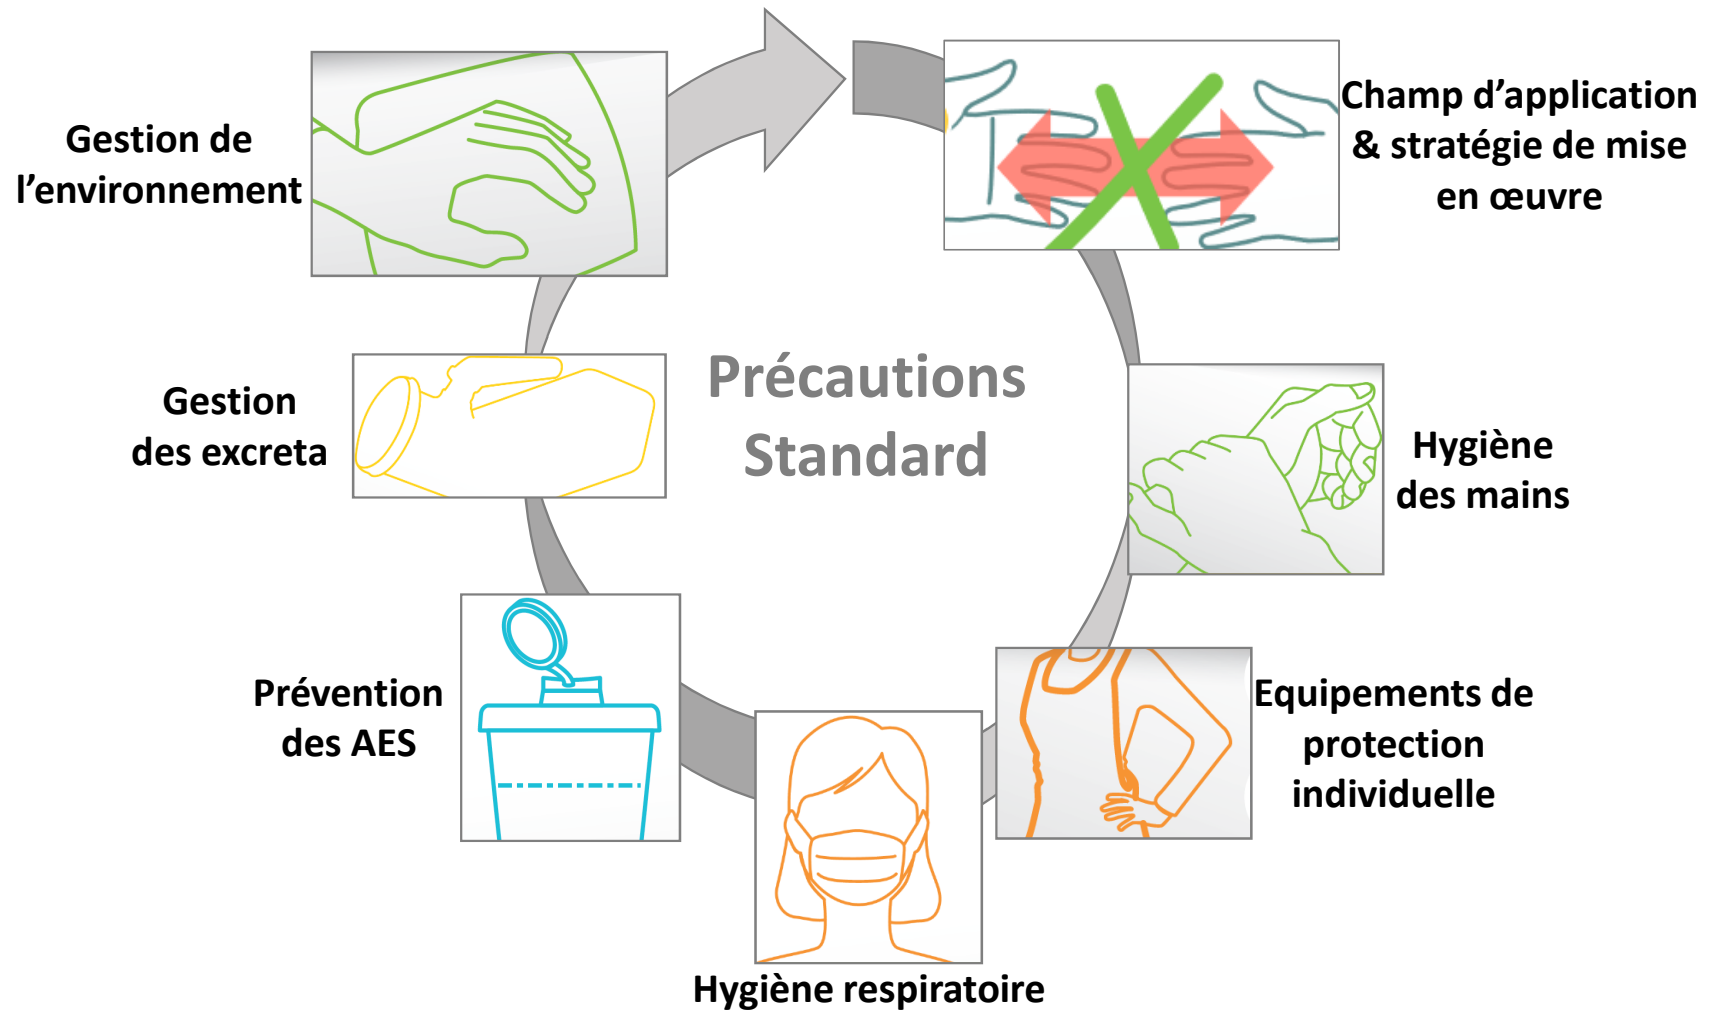 Précautions
Standard
Champ d’application
& stratégie de mise
en œuvre
Hygiène
des mains
Equipements de
protection
individuelle
Hygiène respiratoire
Prévention
des AES
Gestion
des excreta
Gestion de
l’environnement